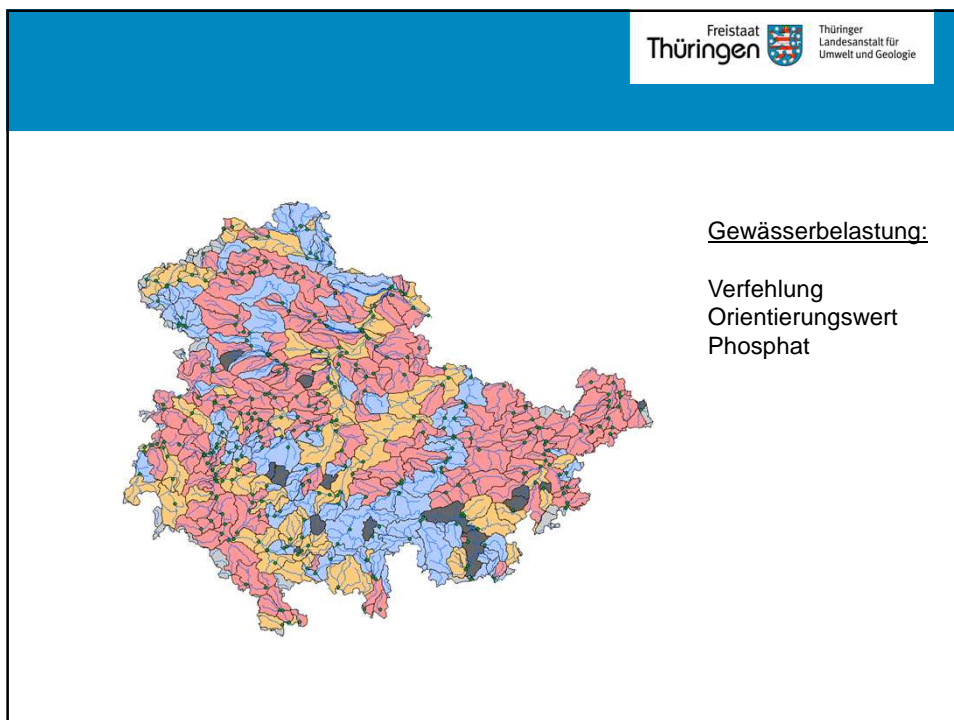 Freistaat
Thüringen
Thüringer
Landesanstalt für
Umwelt und Geologie
Gewässerbelastung:
Verfehlung
Orientierungswert
Phosphat